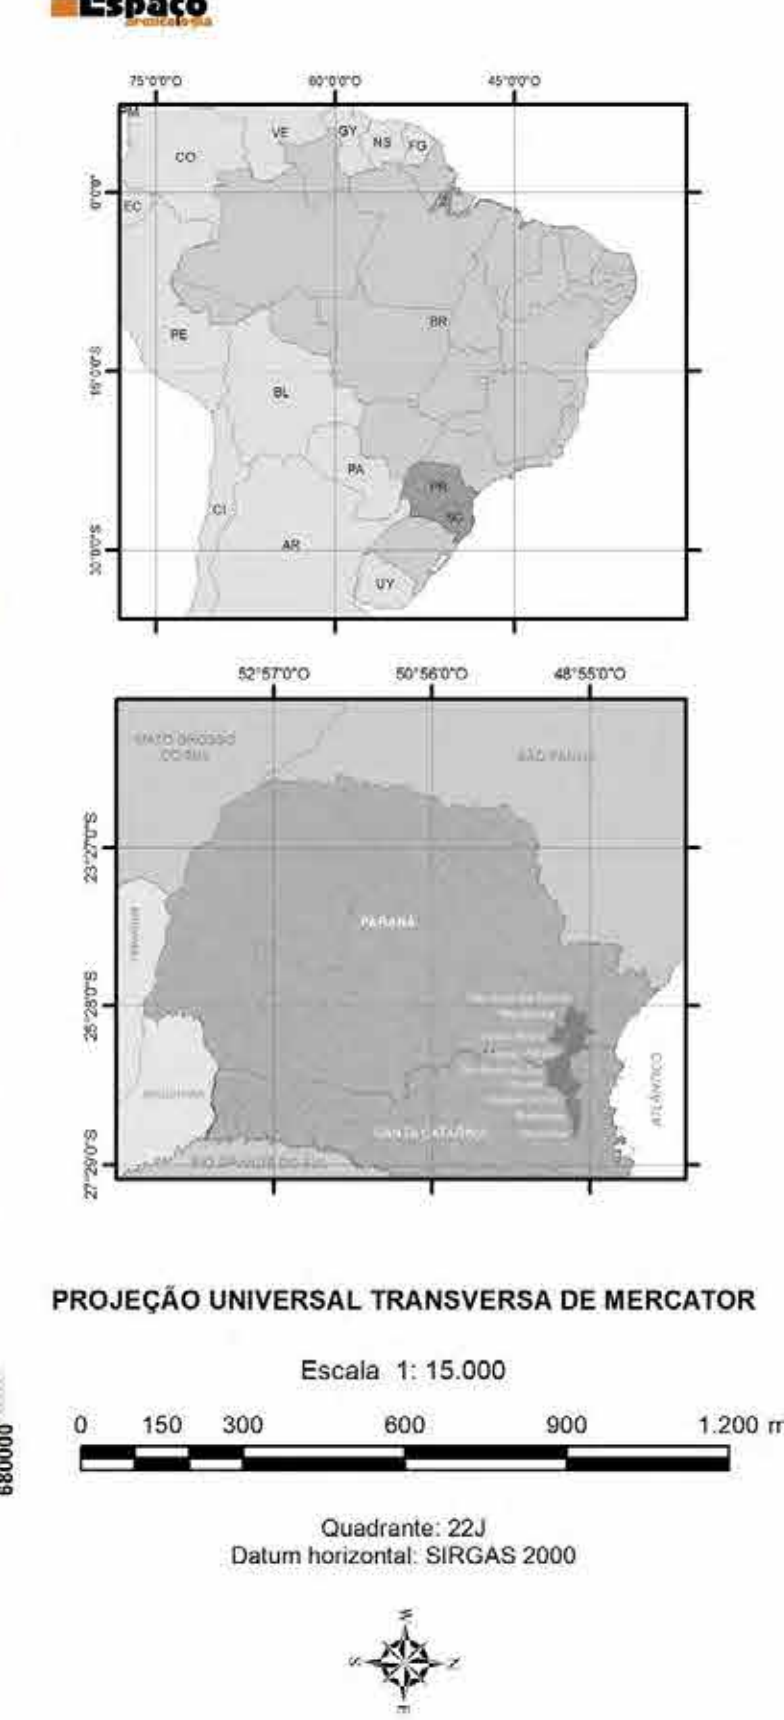 Espaço
arqueologia
75°0'0"O 60°0'0"O 45°0'0"O
VE GY NS FG
CO
0°0'0"
EC
PE BR
15°0'0"S
BL
PA PR
SC
CI
AR
30°0'0"S
UY
52°57'0"O 50°56'0"O 48°55'0"O
MATO GROSSO
DO SUL
SÃO PAULO
23°27'0"S
PARANÁ
25°28'0"S
ARGENTINA
SANTA CATARINA
RIO GRANDE DO SUL
27°29'0"S
PROJEÇÃO UNIVERSAL TRANSVERSA DE MERCATOR
Escala 1: 15.000
0 150 300 600 900 1.200 m
680000
Quadrante: 22J
Datum horizontal: SIRGAS 2000
W
S N
E